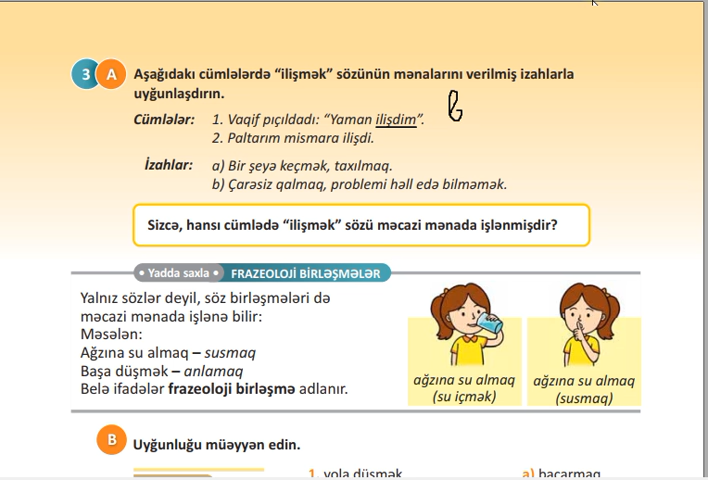 3 A Aşağıdakı cümlələrdə “ilişmək” sözünün mənalarını verilmiş izahlarla
uyğunlaşdırın.
b
Cümlələr: 1. Vaqif pıçıldadı: “Yaman ilişdim”.
2. Paltarım mismara ilişdi.
İzahlar: a) Bir şeyə keçmək, taxılmaq.
b) Çarəsiz qalmaq, problemi həll edə bilməmək.
Sizcə, hansı cümlədə “ilişmək” sözü məcazi mənada işlənmişdir?
• Yadda saxla • FRAZEOLOJİ BİRLƏŞMƏLƏR
Yalnız sözlər deyil, söz birləşmələri də
məcazi mənada işlənə bilir:
Məsələn:
Ağzına su almaq – susmaq
Başa düşmək – anlamaq
Belə ifadələr frazeoloji birləşmə adlanır.
ağzına su almaq
(su içmək)
ağzına su almaq
(susmaq)
B Uyğunluğu müəyyən edin.
1. yola düşmək
a) bacarmaq